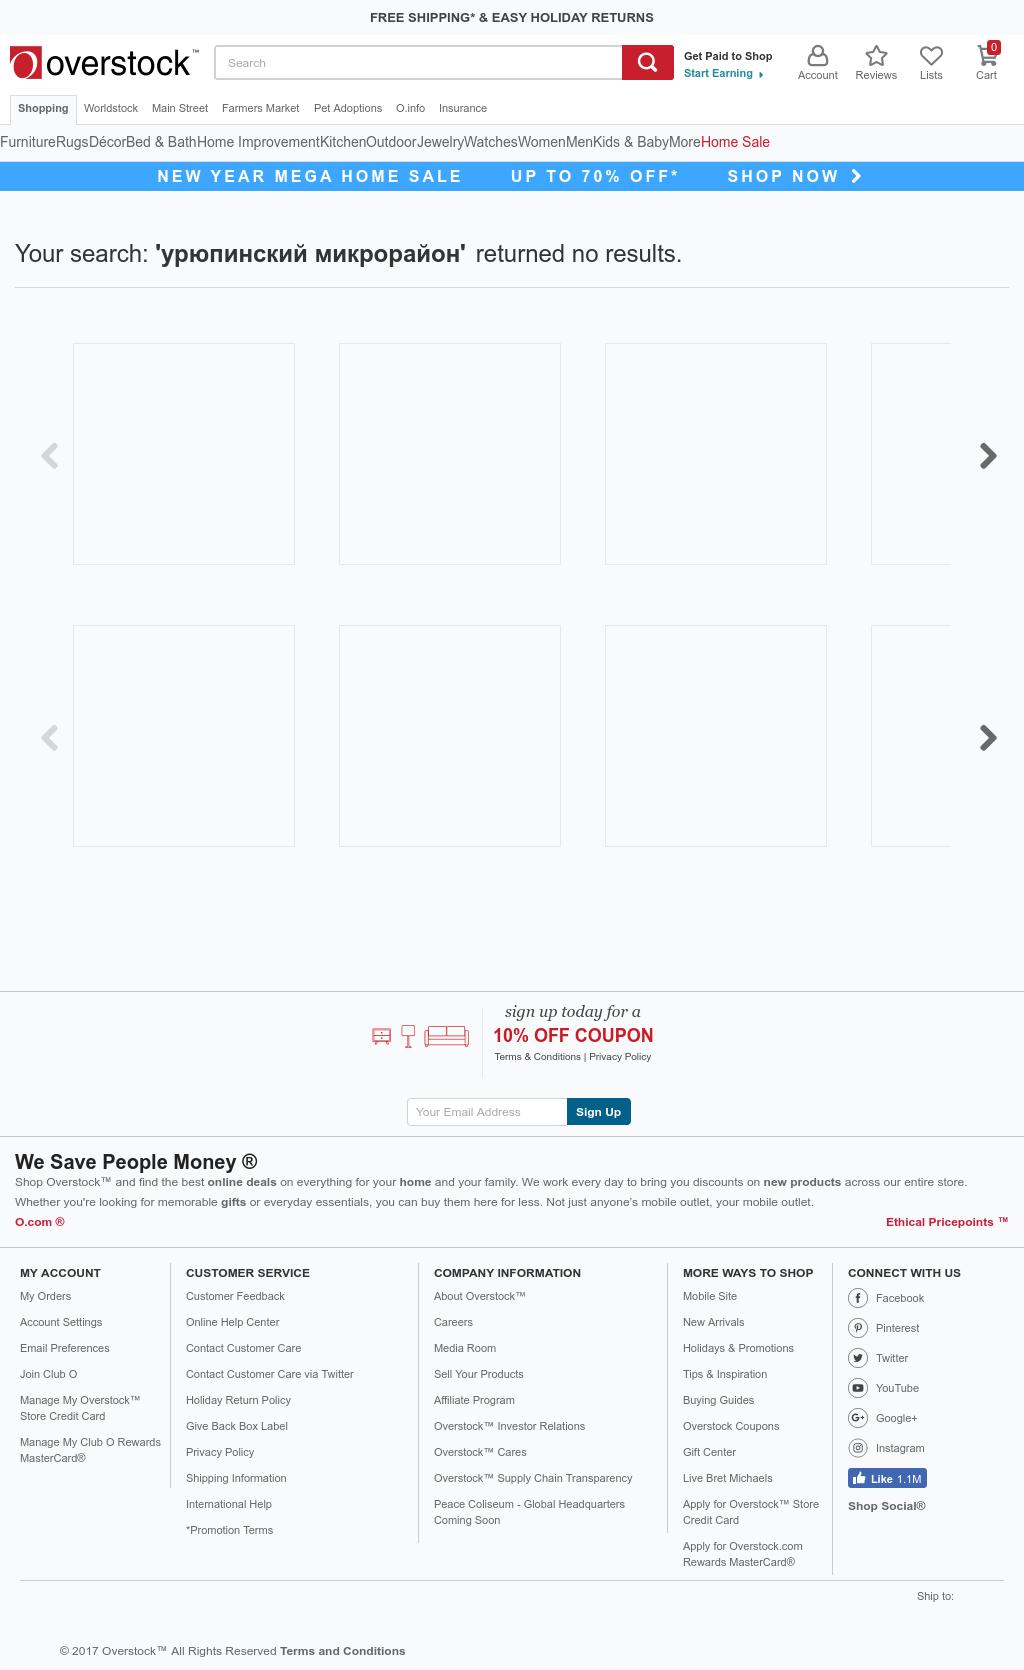 FREE SHIPPING* & EASY HOLIDAY RETURNS
overstock™
Search
Get Paid to Shop
Start Earning
Account
Reviews
Lists
0
Cart
Shopping Worldstock Main Street Farmers Market Pet Adoptions O.info Insurance
FurnitureRugsDécorBed & BathHome ImprovementKitchenOutdoorJewelryWatchesWomenMenKids & BabyMoreHome Sale
NEW YEAR MEGA HOME SALE UP TO 70% OFF* SHOP NOW
Your search: 'урюпинский микрорайон' returned no results.
sign up today for a
10% OFF COUPON
Terms & Conditions | Privacy Policy
Your Email Address Sign Up
We Save People Money ®
Shop Overstock™ and find the best online deals on everything for your home and your family. We work every day to bring you discounts on new products across our entire store.
Whether you're looking for memorable gifts or everyday essentials, you can buy them here for less. Not just anyone's mobile outlet, your mobile outlet.
O.com ® Ethical Pricepoints ™
MY ACCOUNT
My Orders
Account Settings
Email Preferences
Join Club O
Manage My Overstock™
Store Credit Card
Manage My Club O Rewards
MasterCard®
CUSTOMER SERVICE
Customer Feedback
Online Help Center
Contact Customer Care
Contact Customer Care via Twitter
Holiday Return Policy
Give Back Box Label
Privacy Policy
Shipping Information
International Help
*Promotion Terms
COMPANY INFORMATION
About Overstock™
Careers
Media Room
Sell Your Products
Affiliate Program
Overstock™ Investor Relations
Overstock™ Cares
Overstock™ Supply Chain Transparency
Peace Coliseum - Global Headquarters
Coming Soon
MORE WAYS TO SHOP
Mobile Site
New Arrivals
Holidays & Promotions
Tips & Inspiration
Buying Guides
Overstock Coupons
Gift Center
Live Bret Michaels
Apply for Overstock™ Store
Credit Card
Apply for Overstock.com
Rewards MasterCard®
CONNECT WITH US
Facebook
Pinterest
Twitter
YouTube
Google+
Instagram
Like 1.1M
Shop Social®
Ship to:
© 2017 Overstock™ All Rights Reserved Terms and Conditions